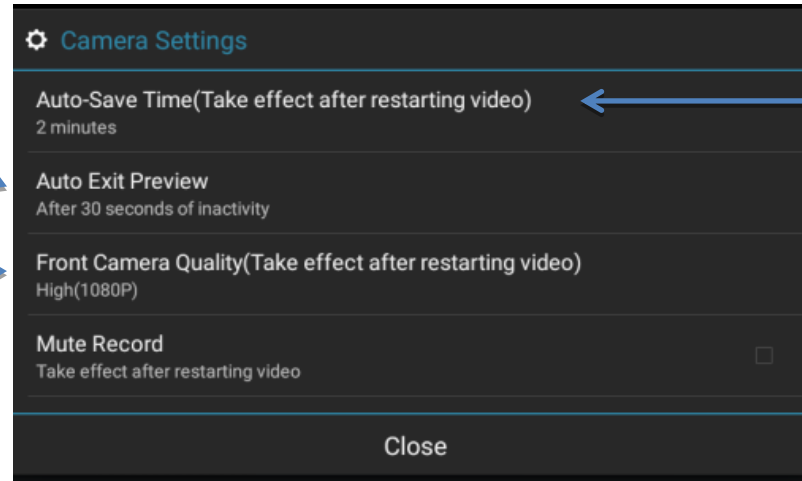 Camera Settings
Auto-Save Time(Take effect after restarting video)
2 minutes
Auto Exit Preview
After 30 seconds of inactivity
Front Camera Quality(Take effect after restarting video)
High(1080P)
Mute Record
Take effect after restarting video
Close